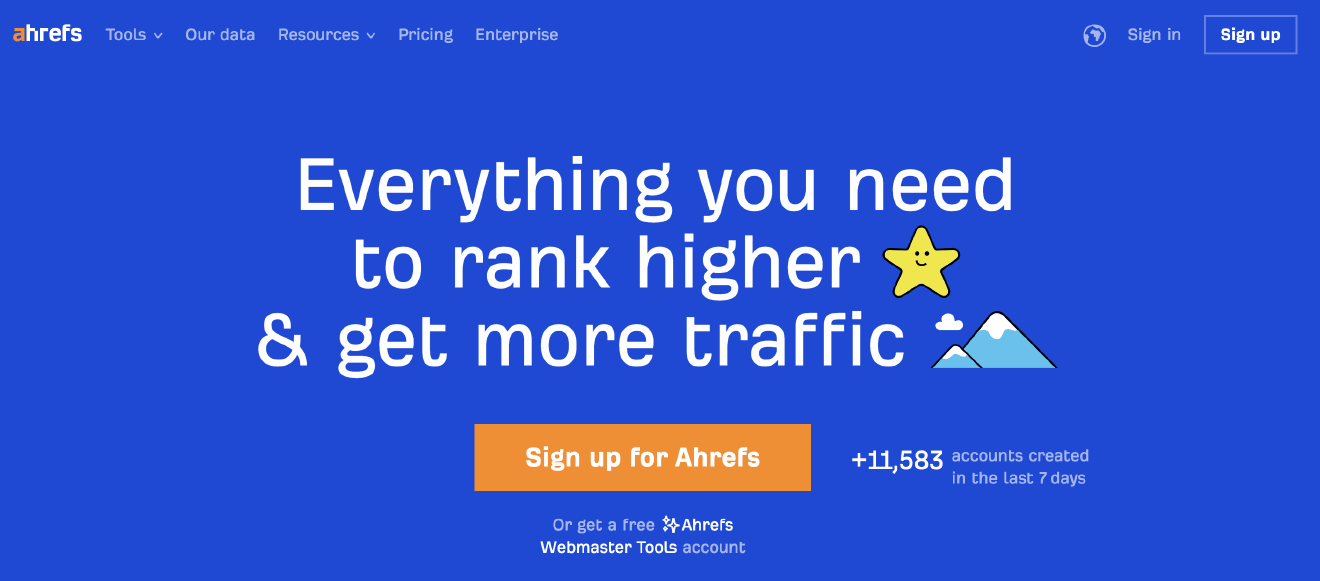 ahrefs Tools Our data Resources Pricing Enterprise Sign in Sign up
Everything you need
to rank higher
& get more traffic
Sign up for Ahrefs
+11,583 accounts created
in the last 7 days
Or get a free Ahrefs
Webmaster Tools account